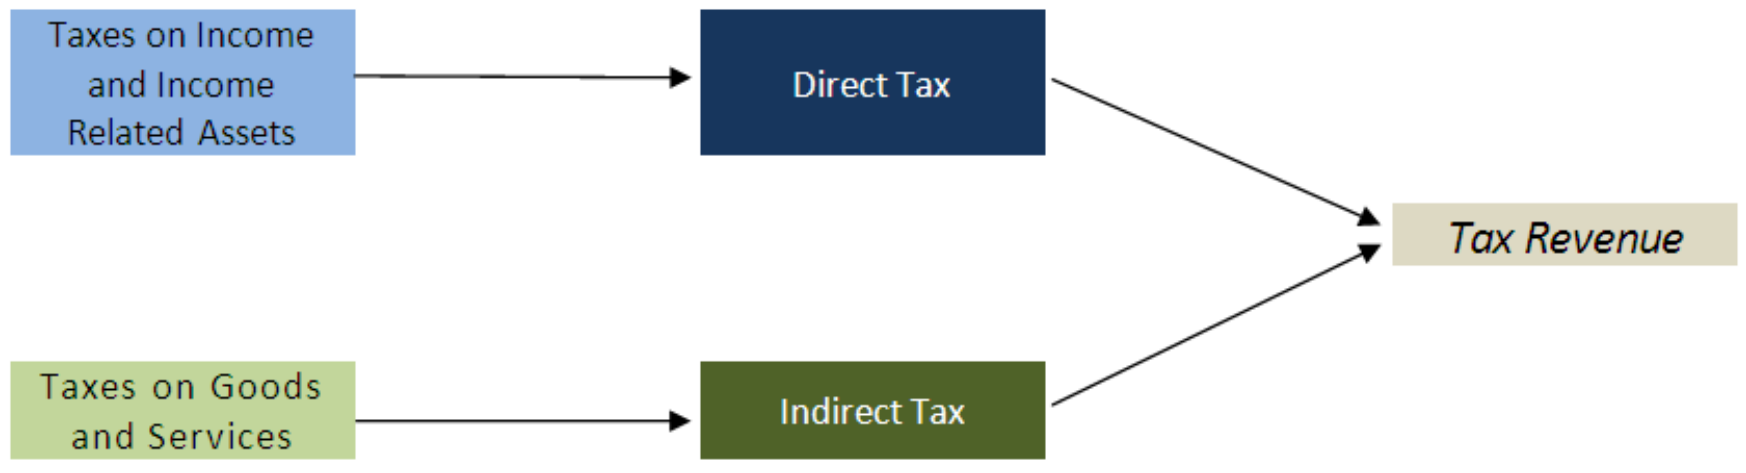 Taxes on Income
and Income
Related Assets
Direct Tax
Tax Revenue
Taxes on Goods
and Services
Indirect Tax